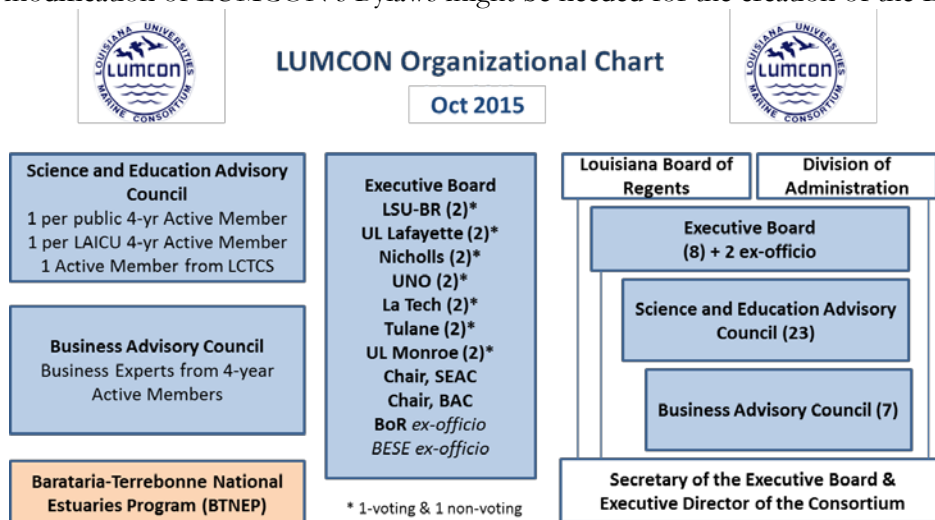 LUMCON Organizational Chart
Oct 2015
LOUISIANA UNIVERSITIES
Lumcon
MARINE CONSORTIUM
LOUISIANA UNIVERSITIES
Lumcon
MARINE CONSORTIUM
Science and Education Advisory
Council
1 per public 4-yr Active Member
1 per LAICU 4-yr Active Member
1 Active Member from LCTCS
Business Advisory Council
Business Experts from 4-year
Active Members
Barataria-Terrebonne National
Estuaries Program (BTNEP)
Executive Board
LSU-BR (2)*
UL Lafayette (2)*
Nicholls (2)*
UNO (2)*
La Tech (2)*
Tulane (2)*
UL Monroe (2)*
Chair, SEAC
Chair, BAC
BoR ex-officio
BESE ex-officio
* 1-voting & 1 non-voting
Louisiana Board of
Regents
Division of
Administration
Executive Board
(8) + 2 ex-officio
Science and Education Advisory
Council (23)
Business Advisory Council (7)
Secretary of the Executive Board &
Executive Director of the Consortium